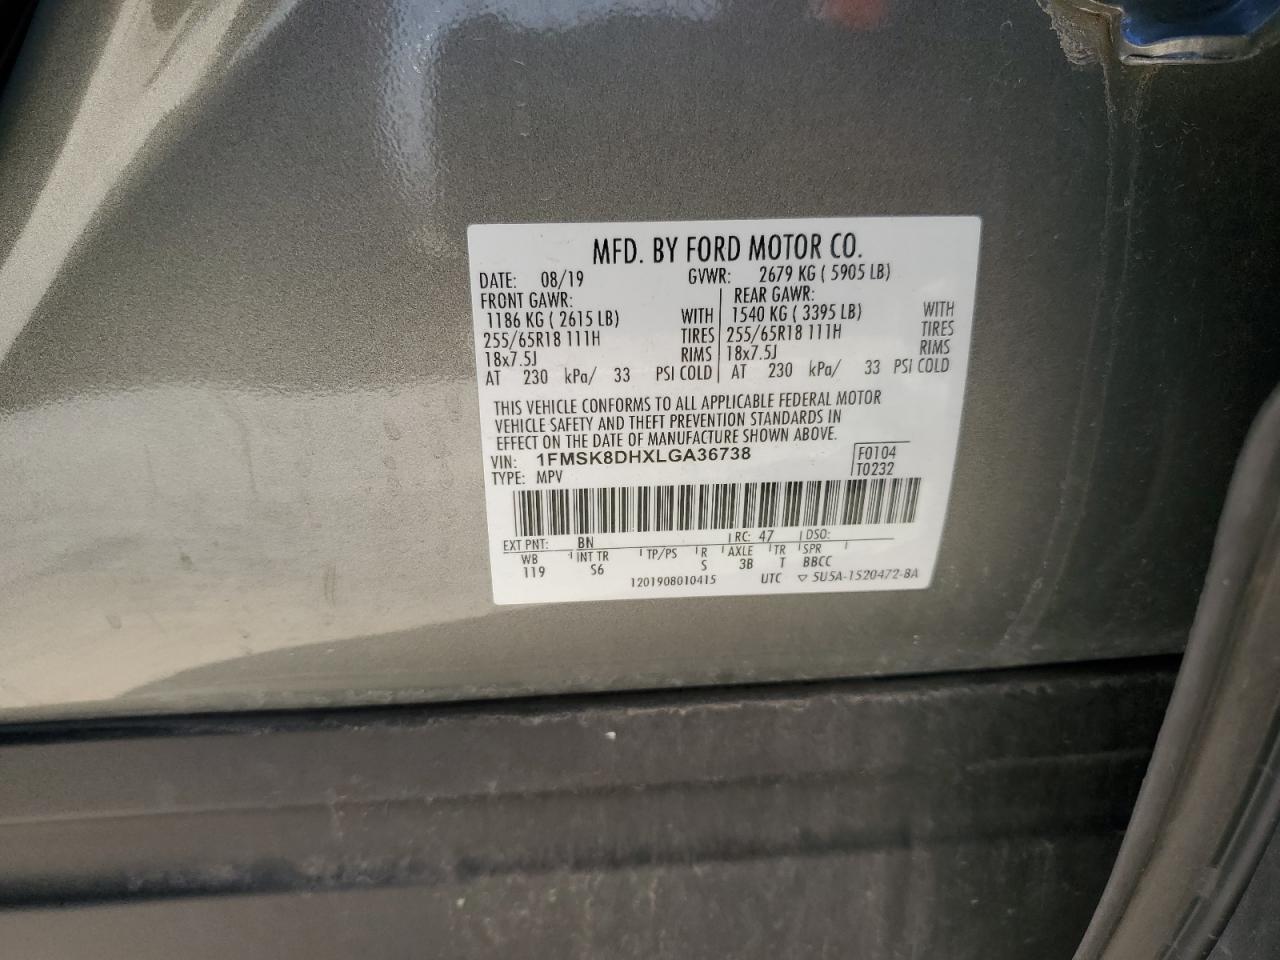 MFD. BY FORD MOTOR CO.
DATE: 08/19 GVWR: 2679 KG ( 5905 LB)
FRONT GAWR: REAR GAWR:
1186 KG ( 2615 LB) WITH 1540 KG ( 3395 LB) WITH
255/65R18 111H TIRES 255/65R18 111H TIRES
18x7.5J RIMS 18x7.5J RIMS
AT 230 kPa/ 33 PSI COLD AT 230 kPa/ 33 PSI COLD
THIS VEHICLE CONFORMS TO ALL APPLICABLE FEDERAL MOTOR
VEHICLE SAFETY AND THEFT PREVENTION STANDARDS IN
EFFECT ON THE DATE OF MANUFACTURE SHOWN ABOVE.
VIN: 1FMSK8DHXLGA36738 F0104
TYPE: MPV T0232
EXT PNT: BN RC: 47 DSO:
WB INT TR TP/PS R AXLE TR SPR
119 S6 S 3B T BBCC
1201908010415 UTC ▽ 5U5A-1520472-BA